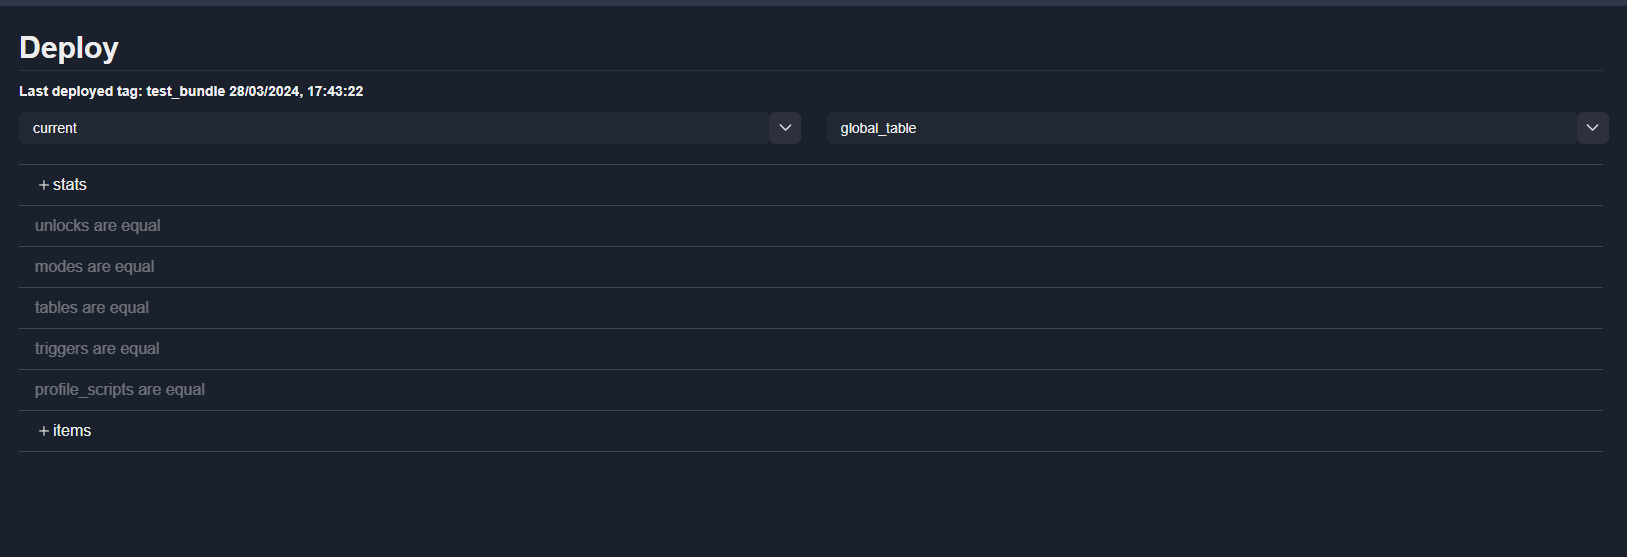 Deploy
Last deployed tag: test_bundle 28/03/2024, 17:43:22
current
global_table
+ stats
unlocks are equal
modes are equal
tables are equal
triggers are equal
profile_scripts are equal
+ items